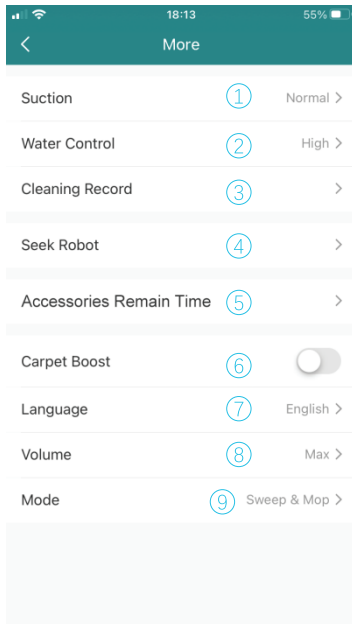 18:13 55%
More
Suction ① Normal >
Water Control ② High >
Cleaning Record ③ >
Seek Robot ④ >
Accessories Remain Time ⑤ >
Carpet Boost ⑥
Language ⑦ English >
Volume ⑧ Max >
Mode ⑨ Sweep & Mop >